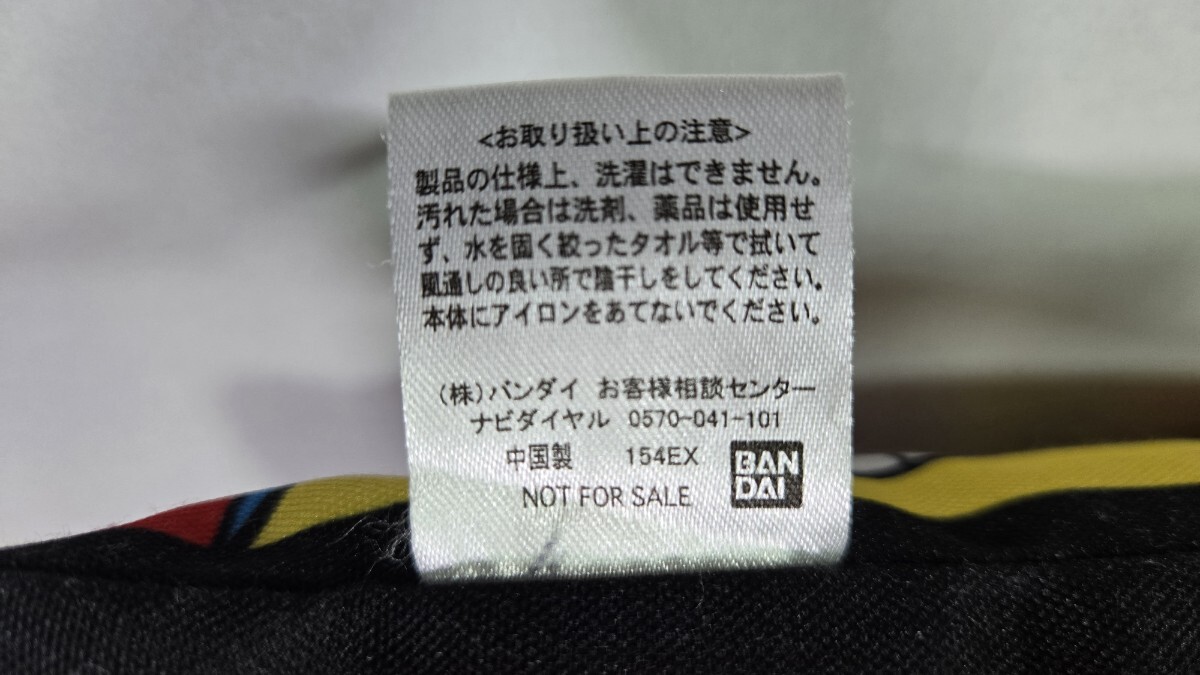 <お取り扱い上の注意>
製品の仕様上、洗濯はできません。
汚れた場合は洗剤、薬品は使用せ
ず、水を固く絞ったタオル等で拭いて
風通しの良い所で陰干しをしてください。
本体にアイロンをあてないでください。
(株)バンダイ お客様相談センター
ナビダイヤル 0570-041-101
中国製 154EX
NOT FOR SALE
BAN
DAI